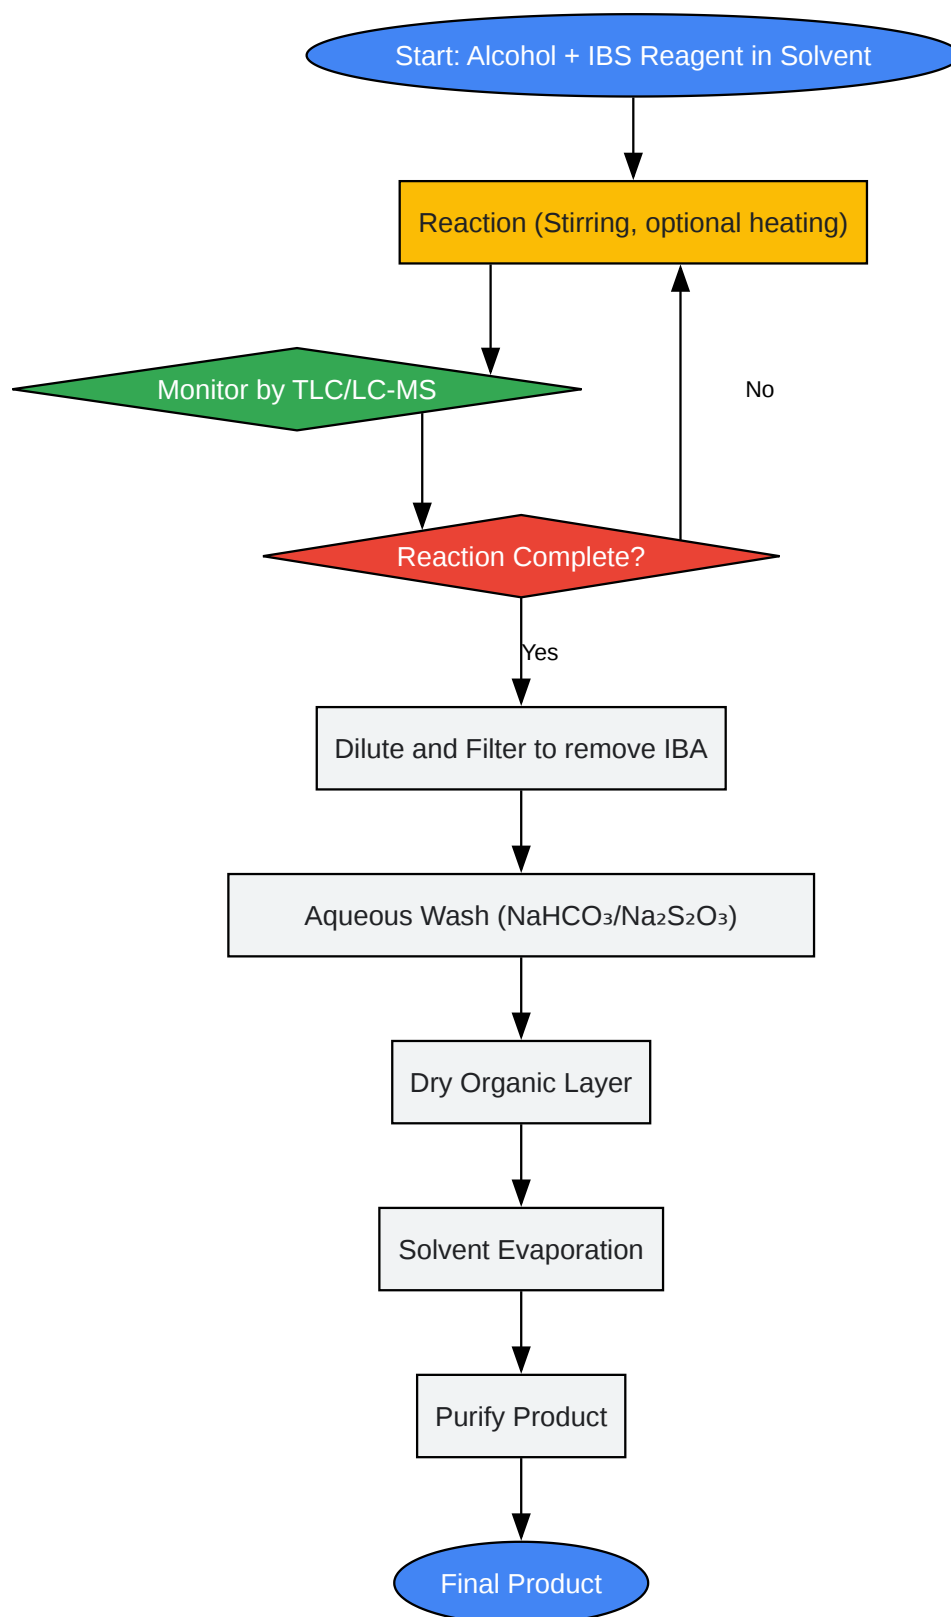 Start: Alcohol + IBS Reagent in Solvent
Reaction (Stirring, optional heating)
Monitor by TLC/LC-MS
No
Reaction Complete?
Yes
Dilute and Filter to remove IBA
Aqueous Wash (NaHCO₃/Na₂S₂O₃)
Dry Organic Layer
Solvent Evaporation
Purify Product
Final Product